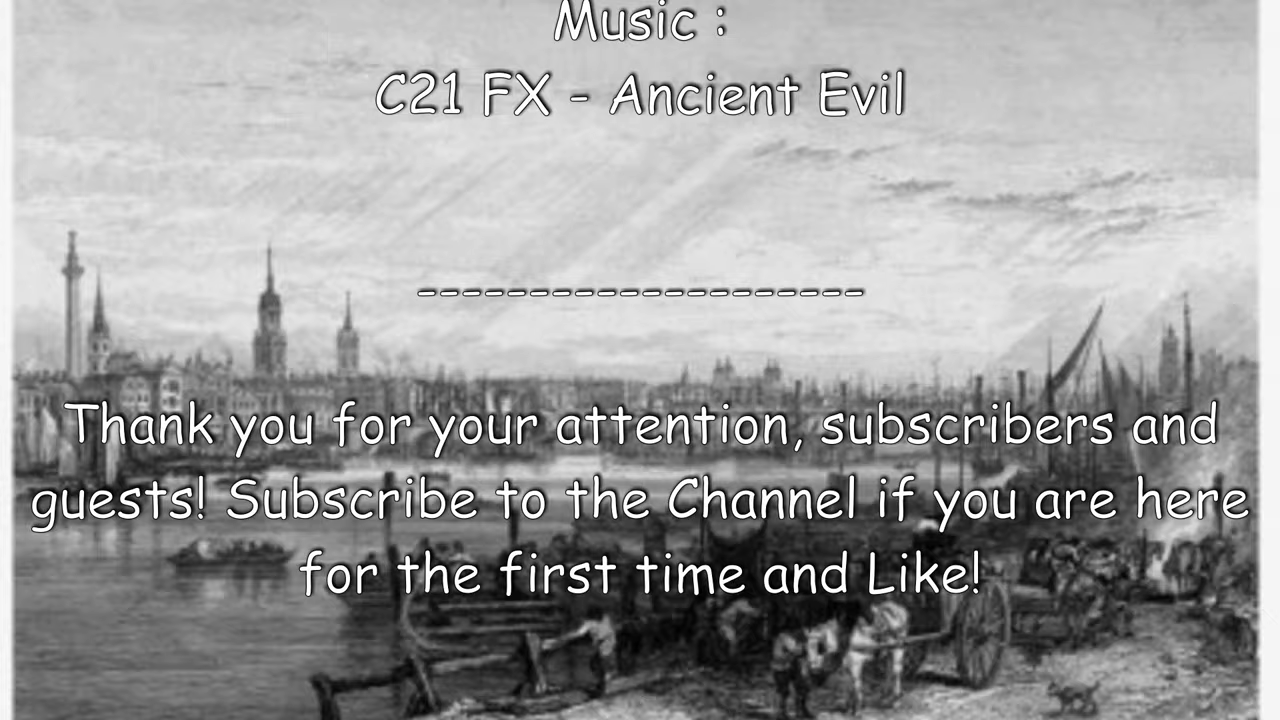 Music :
C21 FX - Ancient Evil
--------------------
Thank you for your attention, subscribers and
guests! Subscribe to the Channel if you are here
for the first time and Like!